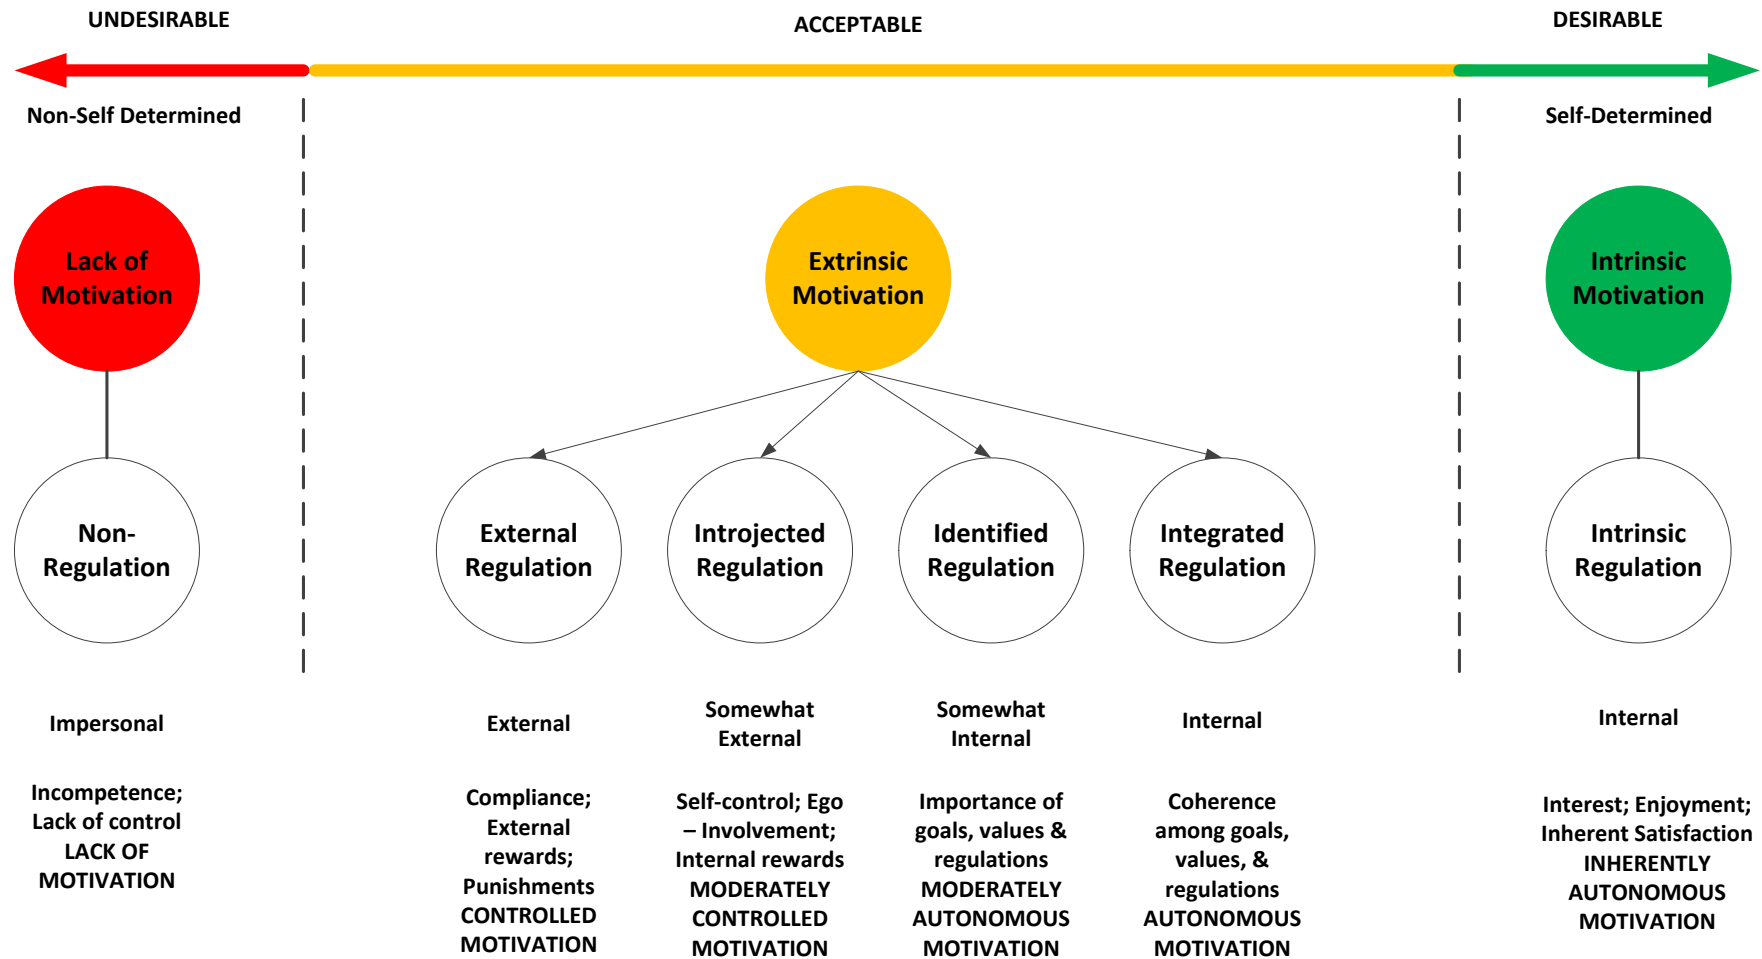 UNDESIRABLE
ACCEPTABLE
DESIRABLE
Non-Self Determined
Self-Determined
Lack of
Motivation
Extrinsic
Motivation
Intrinsic
Motivation
Non-
Regulation
External
Regulation
Introjected
Regulation
Identified
Regulation
Integrated
Regulation
Intrinsic
Regulation
Impersonal
External
Somewhat
External
Somewhat
Internal
Internal
Internal
Incompetence;
Lack of control
LACK OF
MOTIVATION
Compliance;
External
rewards;
Punishments
CONTROLLED
MOTIVATION
Self-control; Ego
– Involvement;
Internal rewards
MODERATELY
CONTROLLED
MOTIVATION
Importance of
goals, values &
regulations
MODERATELY
AUTONOMOUS
MOTIVATION
Coherence
among goals,
values, &
regulations
AUTONOMOUS
MOTIVATION
Interest; Enjoyment;
Inherent Satisfaction
INHERENTLY
AUTONOMOUS
MOTIVATION